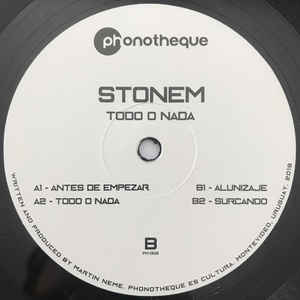 phonotheque
STONEM
TODO O NADA
A1 - ANTES DE EMPEZAR
A2 - TODO O NADA
B1 - ALUNIZAJE
B2 - SURCANDO
B
WRITTEN AND PRODUCED BY MARTIN NEME. PHONOTHEQUE ES CULTURA. MONTEVIDEO, URUGUAY, 2018